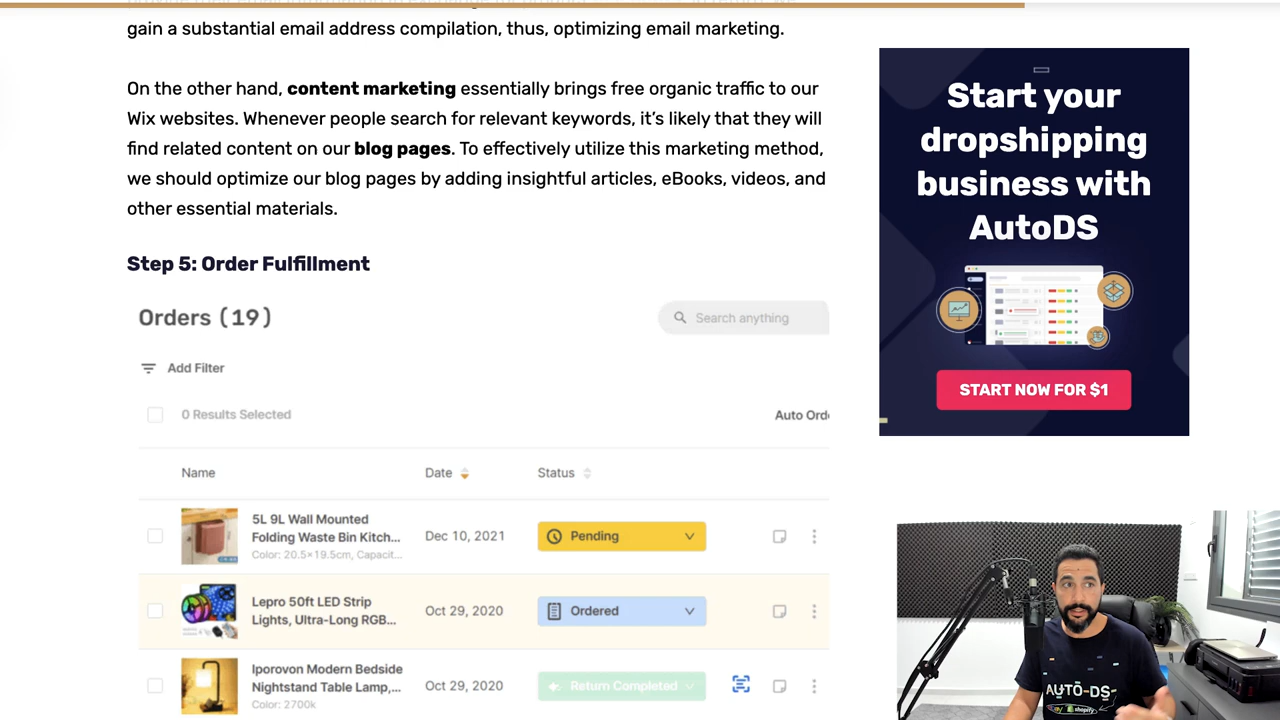 gain a substantial email address compilation, thus, optimizing email marketing.
On the other hand, content marketing essentially brings free organic traffic to our
Wix websites. Whenever people search for relevant keywords, it's likely that they will
find related content on our blog pages. To effectively utilize this marketing method,
we should optimize our blog pages by adding insightful articles, eBooks, videos, and
other essential materials.
Step 5: Order Fulfillment
Orders (19)
Search anything
Add Filter
0 Results Selected
Auto Ord
Name
Date
Status
5L 9L Wall Mounted
Folding Waste Bin Kitch...
Color: 20.5×19.5cm, Capacit...
Dec 10, 2021
Pending
Lepro 50ft LED Strip
Lights, Ultra-Long RGB...
Oct 29, 2020
Ordered
Iporovon Modern Bedside
Nightstand Table Lamp,...
Color: 2700k
Oct 29, 2020
Return Completed
Start your
dropshipping
business with
AutoDS
START NOW FOR $1
AUTO-DS
shopify